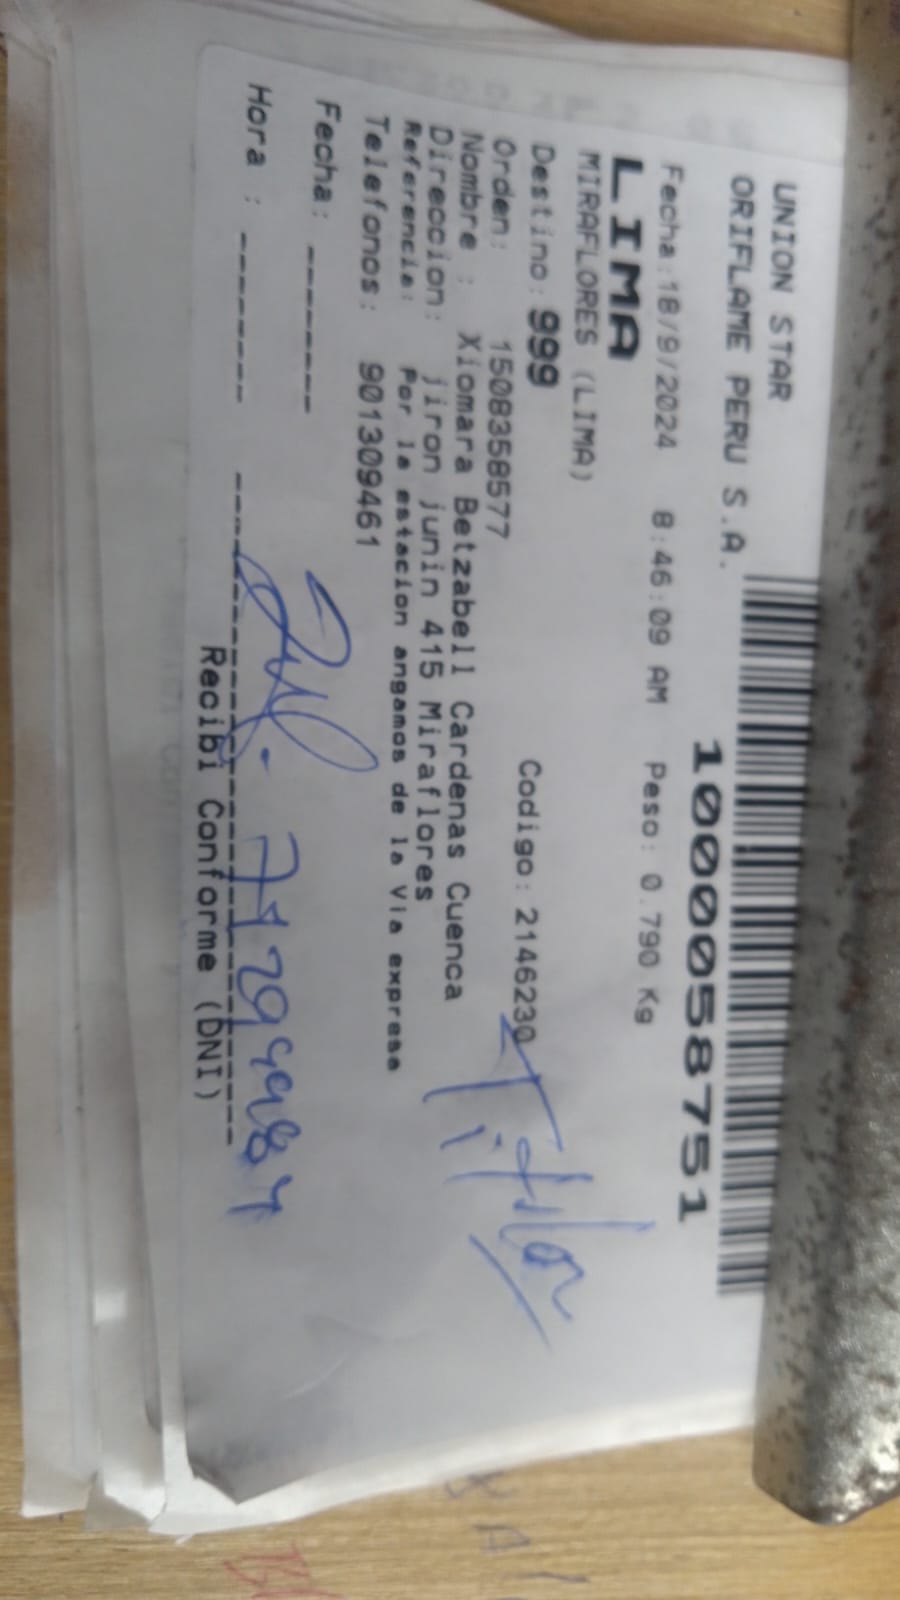 UNION STAR
ORIFLAME PERU S.A.
10000588751
Fecha:18/9/2024 8:46:09 AM Peso: 0.790 Kg
LIMA
MIRAFLORES (LIMA)
Destino: 999
Codigo: 2146230
Orden: 1508358577
Titular
Nombre : Xiomara Betzabell Cardenas Cuenca
Direccion: jiron junin 415 Miraflores
Referencia: Por la estacion angamos de la Via expresa
Telefonos: 901309461
Fecha: ------
Hora : ------
Recibi Conforme (DNI)